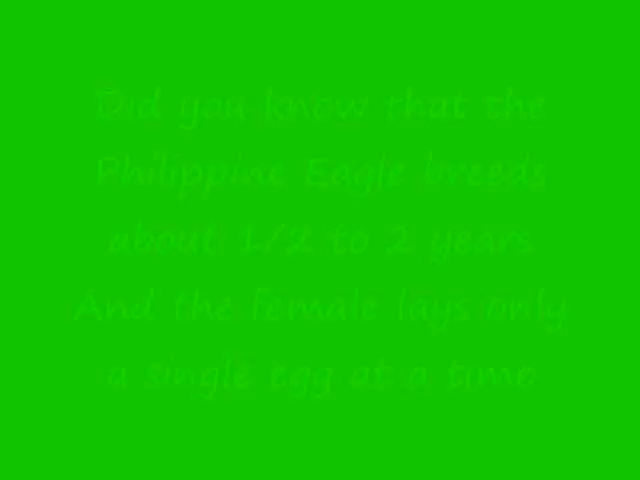 Did you know that the
Philippine Eagle breeds
about 1/2 to 2 years
And the female lays only
a single egg at a time